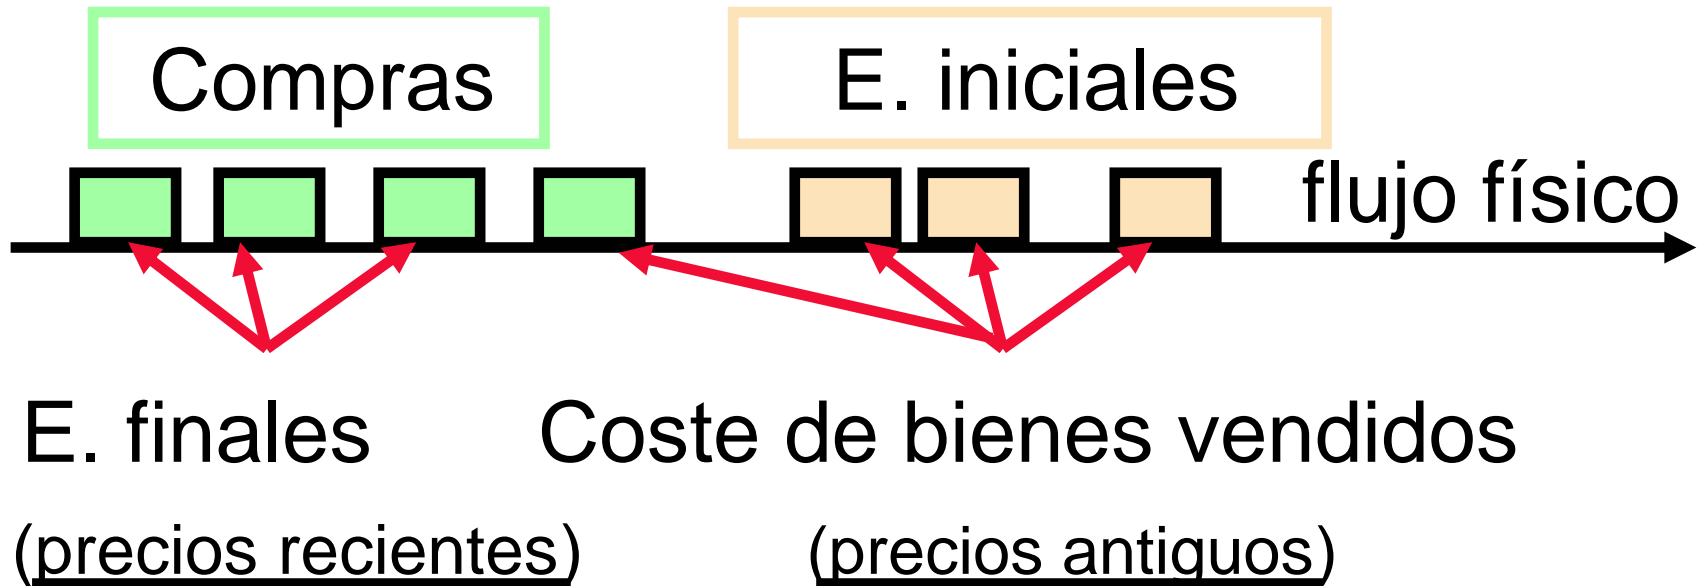 Compras
E. iniciales
flujo físico
E. finales
Coste de bienes vendidos
(precios recientes)
(precios antiguos)